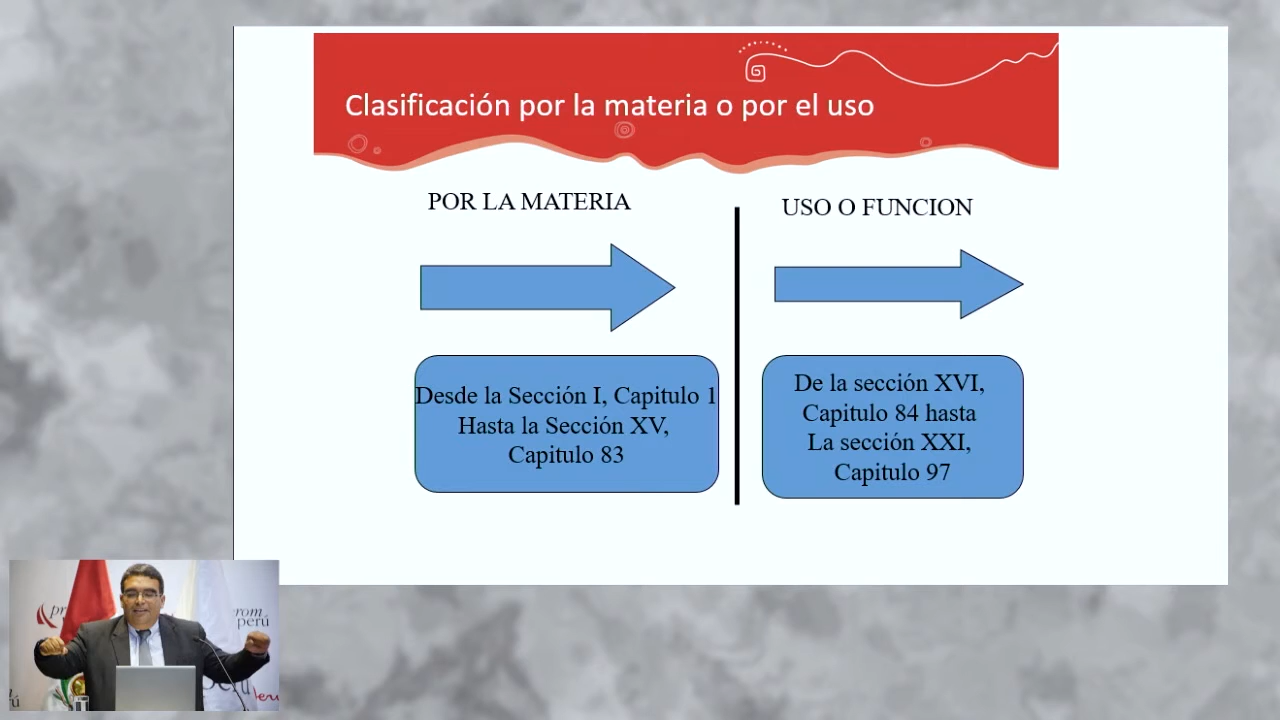 Clasificación por la materia o por el uso
POR LA MATERIA
Desde la Sección I, Capitulo 1
Hasta la Sección XV,
Capitulo 83
USO O FUNCION
De la sección XVI,
Capitulo 84 hasta
La sección XXI,
Capitulo 97
perú